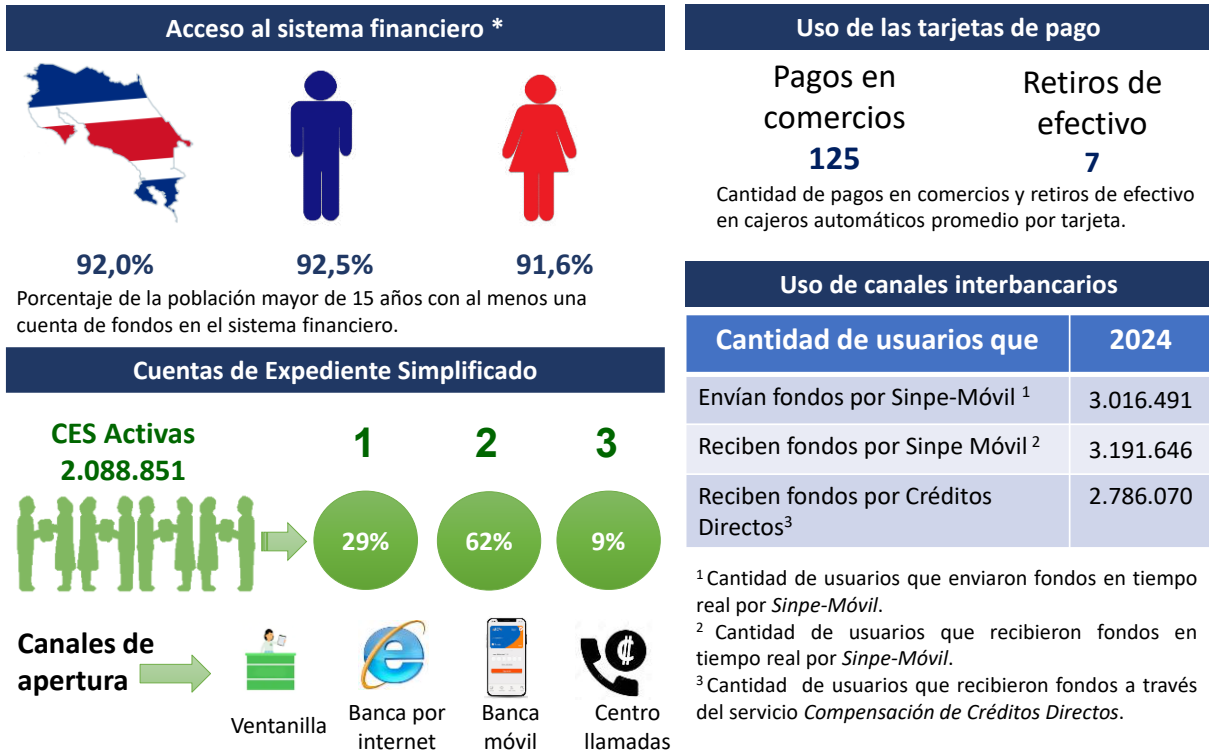 Acceso al sistema financiero *
92,0%
92,5%
91,6%
Porcentaje de la población mayor de 15 años con al menos una
cuenta de fondos en el sistema financiero.
Cuentas de Expediente Simplificado
CES Activas
2.088.851
1
2
3
29%
62%
9%
Canales de
apertura
Ventanilla
Banca por
internet
Banca
móvil
Centro
llamadas
Uso de las tarjetas de pago
Pagos en
comercios
125
Retiros de
efectivo
7
Cantidad de pagos en comercios y retiros de efectivo
en cajeros automáticos promedio por tarjeta.
Uso de canales interbancarios
Cantidad de usuarios que
2024
Envían fondos por Sinpe-Móvil ¹
3.016.491
Reciben fondos por Sinpe Móvil ²
3.191.646
Reciben fondos por Créditos
Directos³
2.786.070
¹ Cantidad de usuarios que enviaron fondos en tiempo
real por Sinpe-Móvil.
² Cantidad de usuarios que recibieron fondos en
tiempo real por Sinpe-Móvil.
³ Cantidad de usuarios que recibieron fondos a través
del servicio Compensación de Créditos Directos.